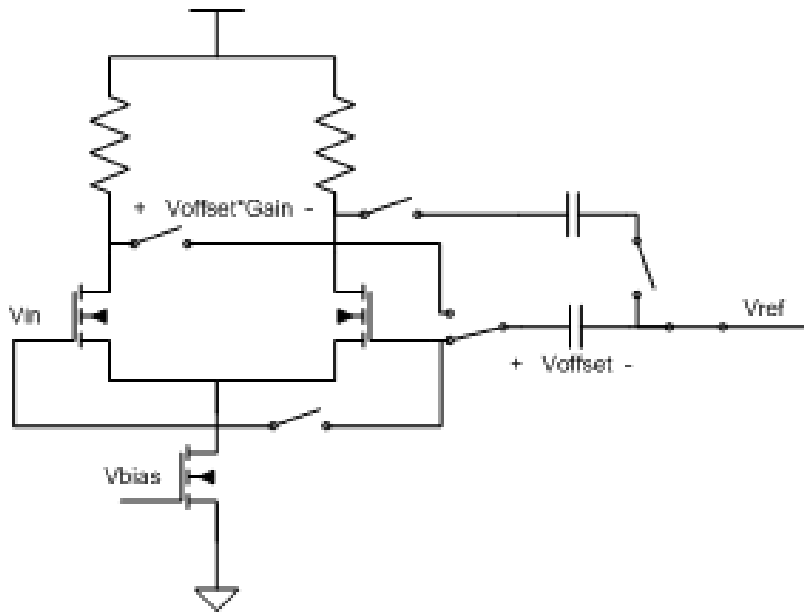 + Voffset*Gain -
Vin
Vref
+ Voffset -
Vbias